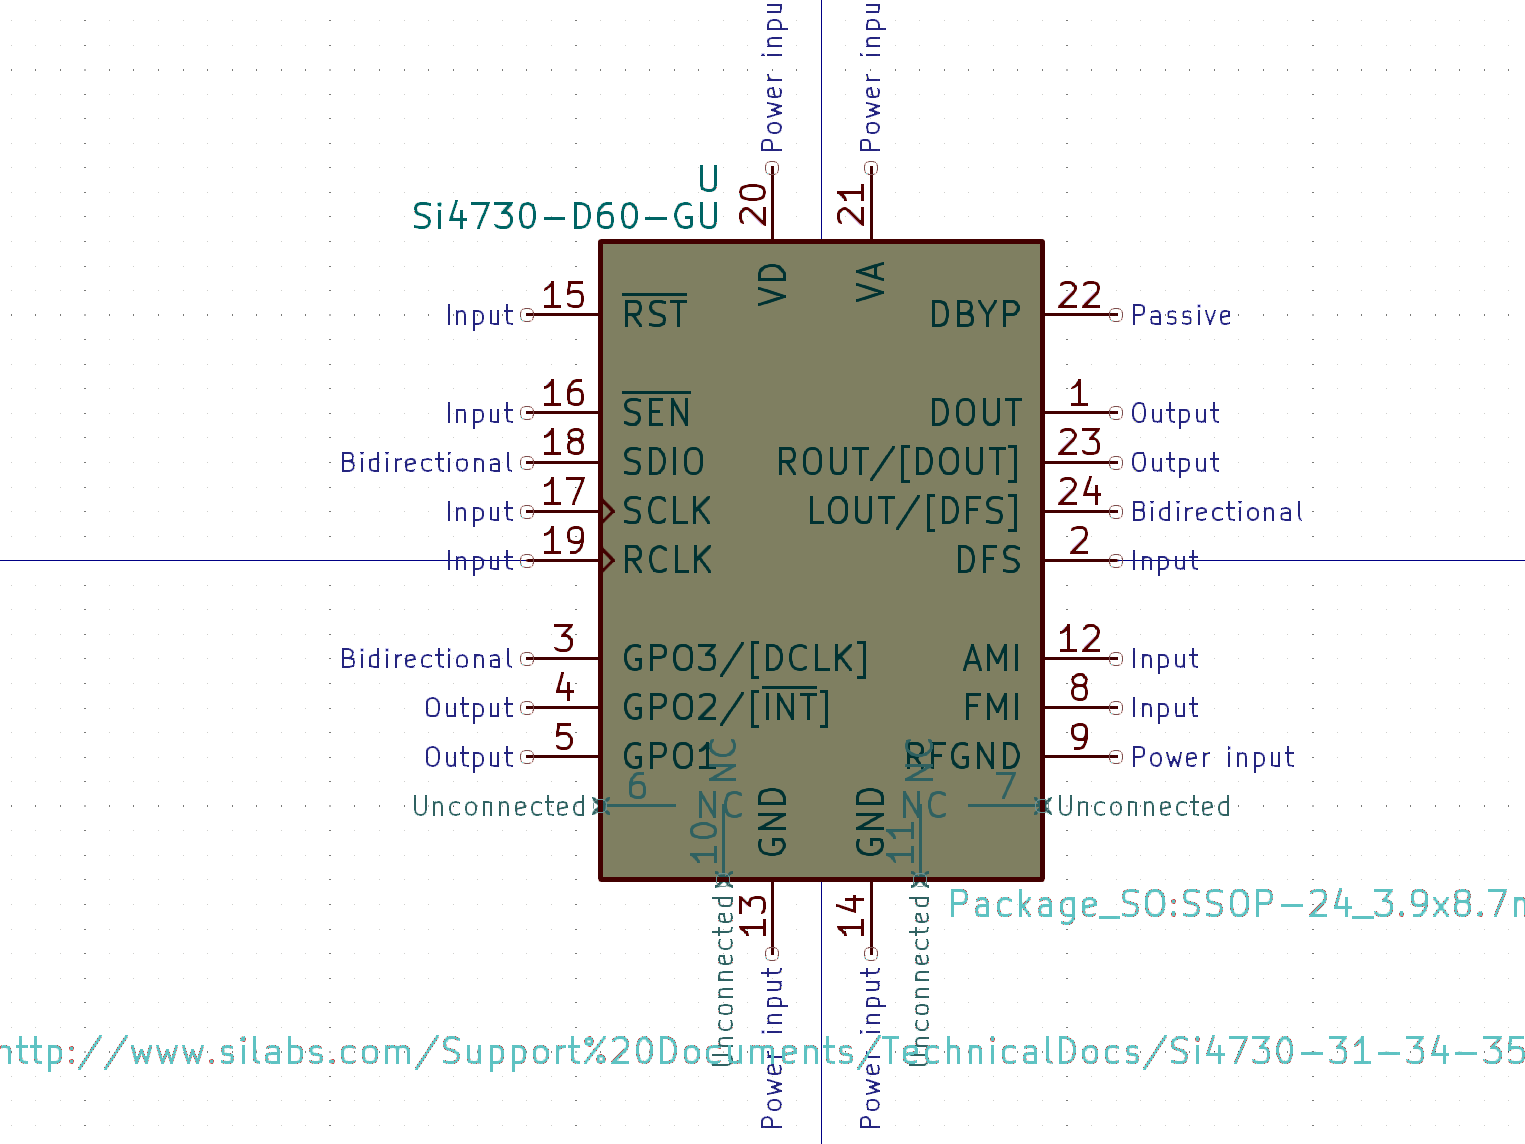 Power inpu
Power inpu
U
Si4730-D60-GU
20
21
VD
VA
Input 15 RST
DBYP 22 Passive
Input 16 SEN
DOUT 1 Output
Bidirectional 18 SDIO
ROUT/[DOUT] 23 Output
Input 17 SCLK
LOUT/[DFS] 24 Bidirectional
Input 19 RCLK
DFS 2 Input
Bidirectional 3 GPO3/[DCLK]
AMI 12 Input
Output 4 GPO2/[INT]
FMI 8 Input
Output 5 GPO1
RFGND 9 Power input
Unconnected 6 NC
NC 7 Unconnected
NC 10 Unconnected
GND 13 Power input
GND 14 Power input
NC 11 Unconnected
Package_SO:SSOP-24_3.9x8.7
http://www.silabs.com/Support%20Documents/TechnicalDocs/Si4730-31-34-35